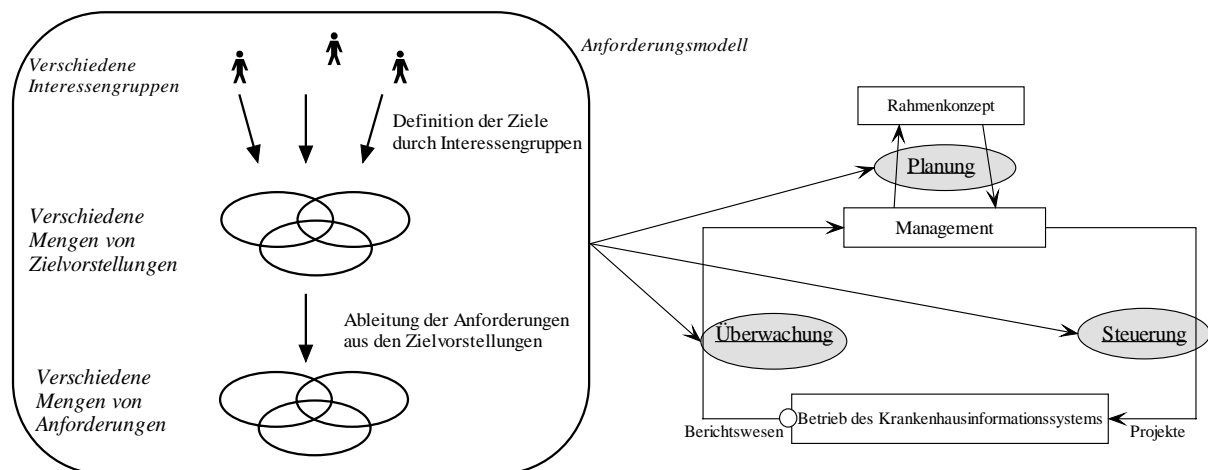 Verschiedene
Interessengruppen
Anforderungsmodell
Definition der Ziele
durch Interessengruppen
Verschiedene
Mengen von
Zielvorstellungen
Ableitung der Anforderungen
aus den Zielvorstellungen
Verschiedene
Mengen von
Anforderungen
Rahmenkonzept
Planung
Management
Überwachung
Steuerung
Betrieb des Krankenhausinformationssystems
Berichtswesen
Projekte